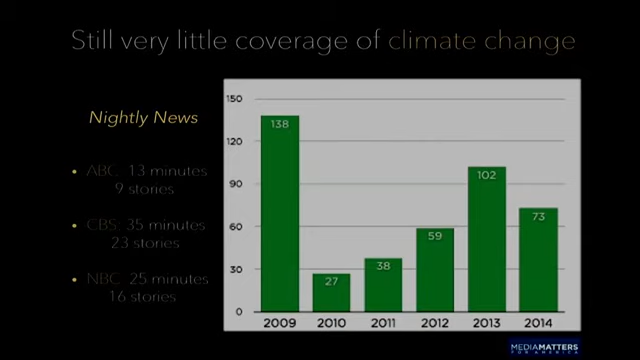 Still very little coverage of climate change
Nightly News
• ABC: 13 minutes
9 stories
• CBS: 35 minutes
23 stories
• NBC: 25 minutes
16 stories
150
120
90
60
30
0
138
27
38
59
102
73
2009 2010 2011 2012 2013 2014
MEDIAMATTERS
FOR AMERICA